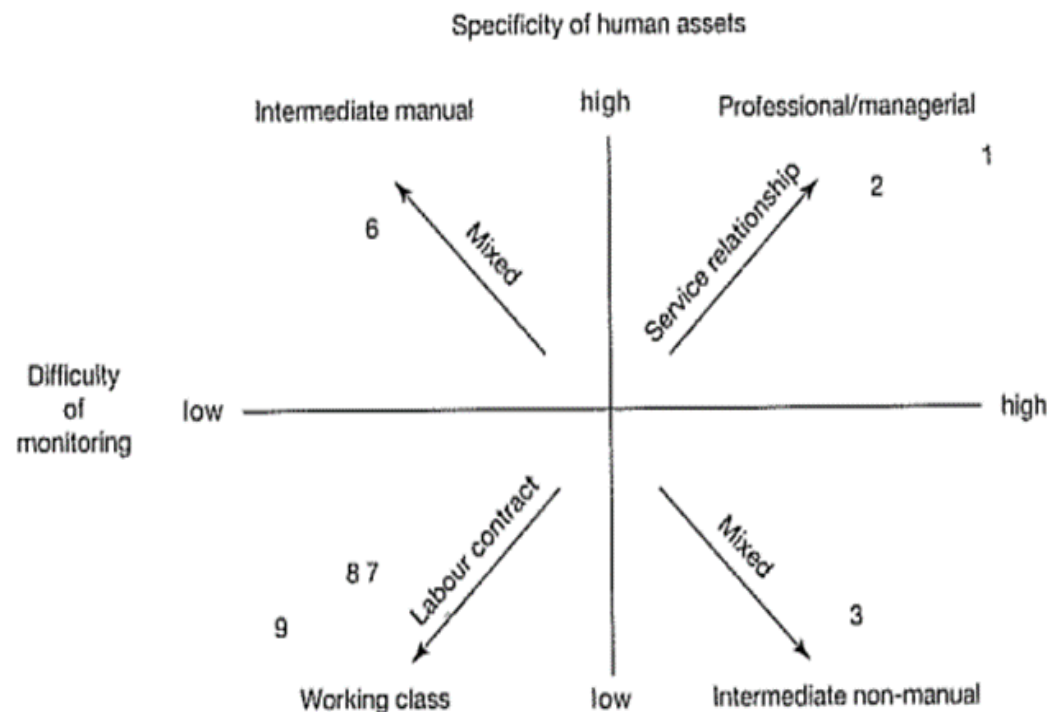 Specificity of human assets
Intermediate manual
high
Professional/managerial
1
2
6
Mixed
Service relationship
Difficulty
of
monitoring
low
high
Labour contract
Mixed
8 7
9
3
Working class
low
Intermediate non-manual